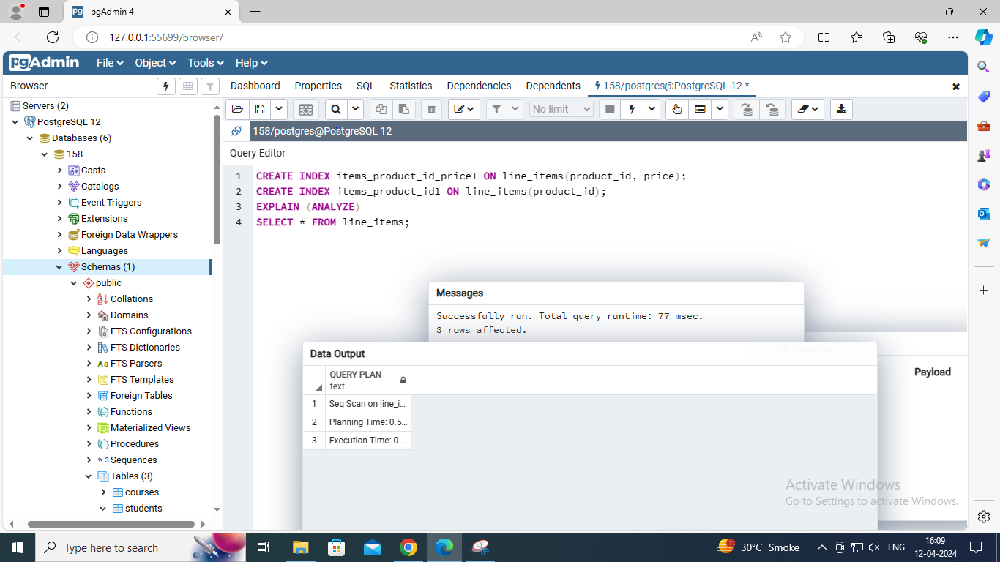 pgAdmin 4
127.0.0.1:55699/browser/
pgAdmin
File
Object
Tools
Help
Browser
Dashboard
Properties
SQL
Statistics
Dependencies
Dependents
158/postgres@PostgreSQL 12 *
Servers (2)
PostgreSQL 12
Databases (6)
158
Casts
Catalogs
Event Triggers
Extensions
Foreign Data Wrappers
Languages
Schemas (1)
public
Collations
Domains
FTS Configurations
FTS Dictionaries
Aa FTS Parsers
FTS Templates
Foreign Tables
Functions
Materialized Views
Procedures
1..3 Sequences
Tables (3)
courses
students
No limit
158/postgres@PostgreSQL 12
Query Editor
1 CREATE INDEX items_product_id_price1 ON line_items(product_id, price);
2 CREATE INDEX items_product_id1 ON line_items(product_id);
3 EXPLAIN (ANALYZE)
4 SELECT * FROM line_items;
Messages
Successfully run. Total query runtime: 77 msec.
3 rows affected.
Payload
Data Output
QUERY PLAN
text
1 Seq Scan on line_i...
2 Planning Time: 0.5...
3 Execution Time: 0....
Activate Windows
Go to Settings to activate Windows.
Type here to search
1
30°C Smoke
ENG
16:09
12-04-2024